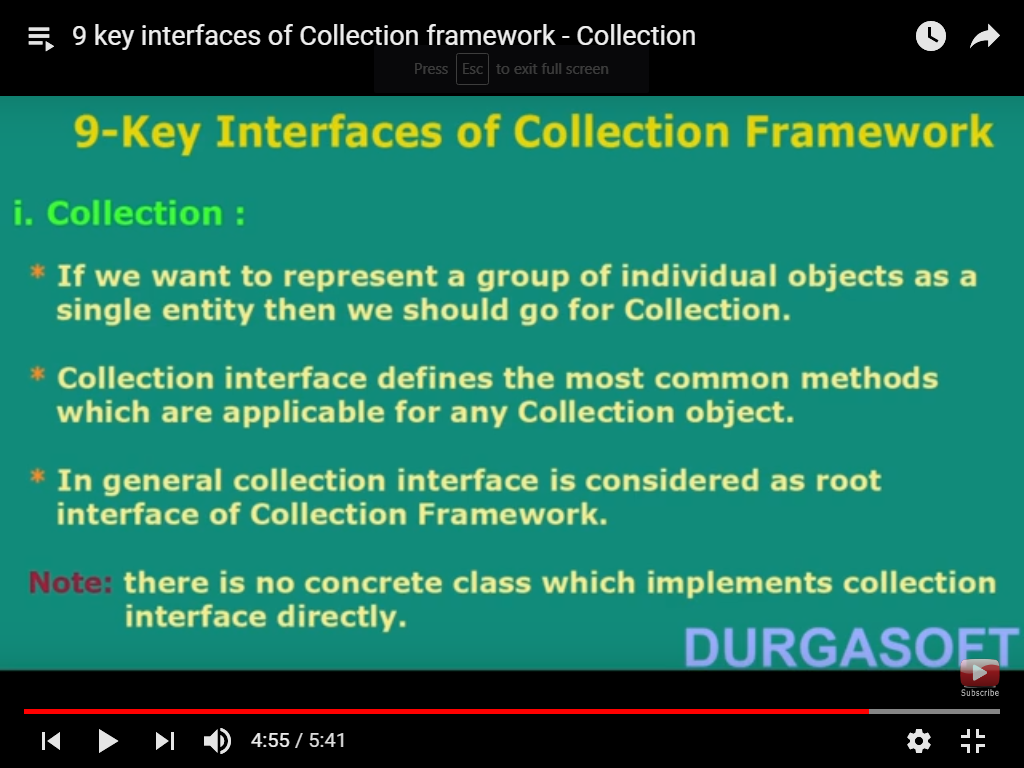 9 key interfaces of Collection framework - Collection
Press Esc to exit full screen
9-Key Interfaces of Collection Framework
i. Collection :
* If we want to represent a group of individual objects as a
single entity then we should go for Collection.
* Collection interface defines the most common methods
which are applicable for any Collection object.
* In general collection interface is considered as root
interface of Collection Framework.
Note: there is no concrete class which implements collection
interface directly.
DURGASOFT
Subscribe
4:55 / 5:41